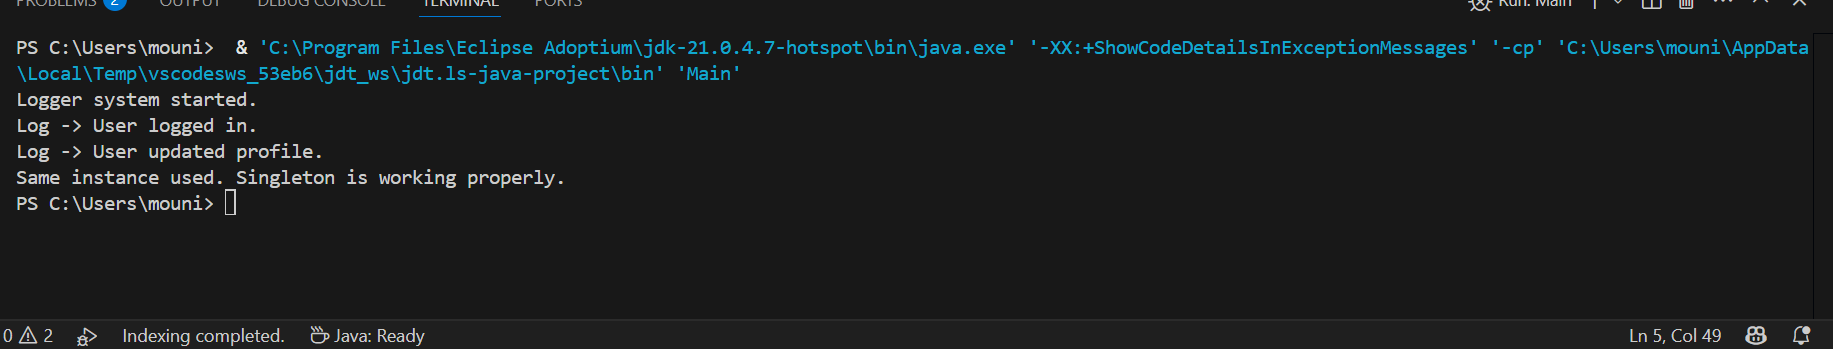 PROBLEMS 2 OUTPUT DEBUG CONSOLE TERMINAL PORTS Run: Main
PS C:\Users\mouni>  & 'C:\Program Files\Eclipse Adoptium\jdk-21.0.4.7-hotspot\bin\java.exe' '-XX:+ShowCodeDetailsInExceptionMessages' '-cp' 'C:\Users\mouni\AppData
\Local\Temp\vscodesws_53eb6\jdt_ws\jdt.ls-java-project\bin' 'Main'
Logger system started.
Log -> User logged in.
Log -> User updated profile.
Same instance used. Singleton is working properly.
PS C:\Users\mouni>
0 2 Indexing completed. Java: Ready Ln 5, Col 49